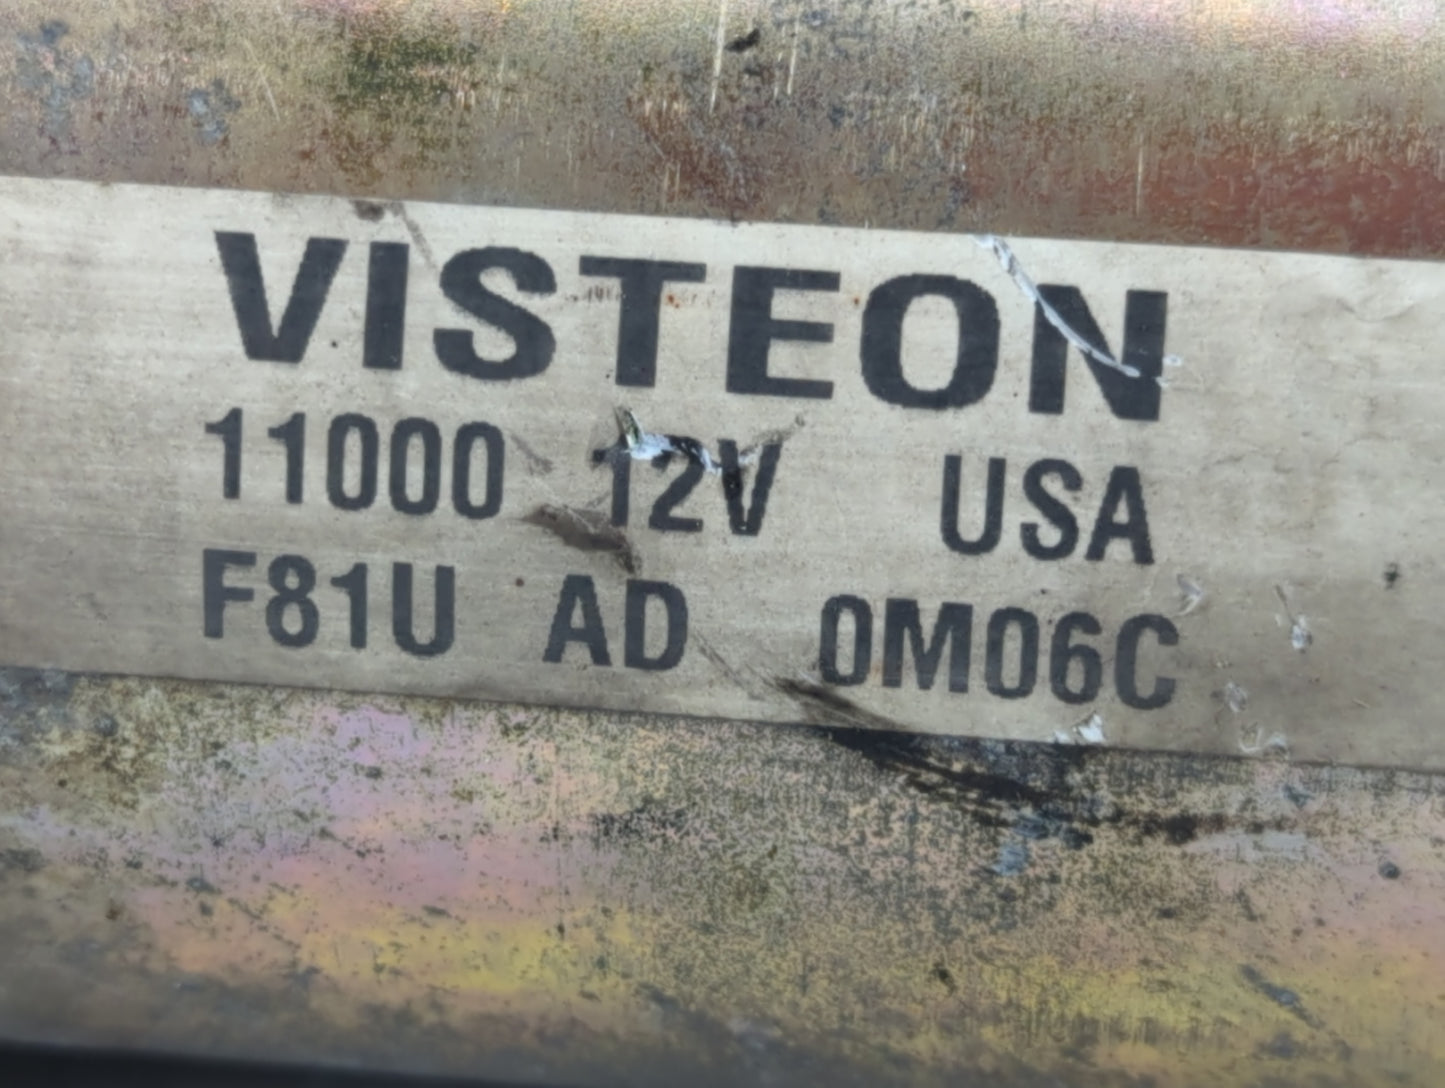 VISTEON
11000 12V USA
F81U AD 0M06C